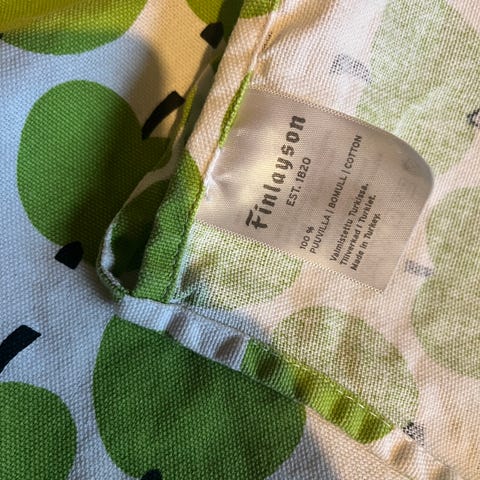 Finlayson
EST. 1820
100 %
PUUVILLA | BOMULL | COTTON
Valmistettu Turkissa.
Tillverkad i Turkiet.
Made in Turkey.